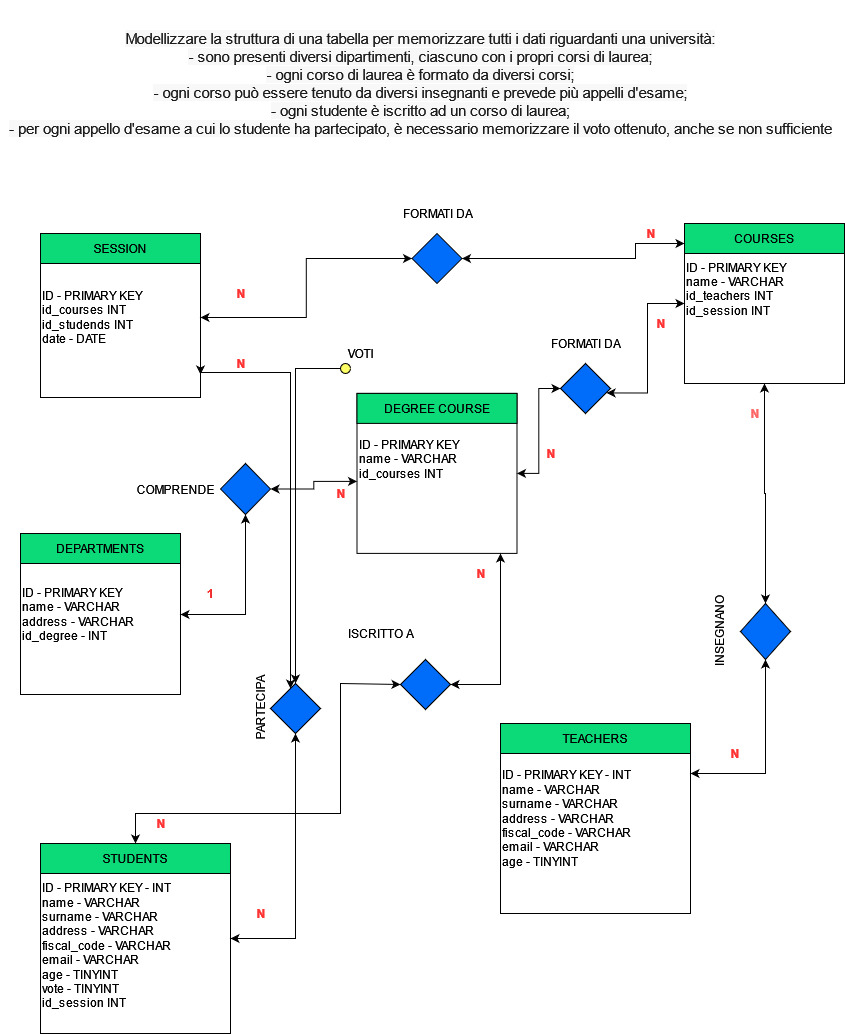 Modellizzare la struttura di una tabella per memorizzare tutti i dati riguardanti una università:
- sono presenti diversi dipartimenti, ciascuno con i propri corsi di laurea;
- ogni corso di laurea è formato da diversi corsi;
- ogni corso può essere tenuto da diversi insegnanti e prevede più appelli d'esame;
- ogni studente è iscritto ad un corso di laurea;
- per ogni appello d'esame a cui lo studente ha partecipato, è necessario memorizzare il voto ottenuto, anche se non sufficiente
FORMATI DA
N
N
SESSION
ID - PRIMARY KEY
id_courses INT
id_studends INT
date - DATE
N
COURSES
ID - PRIMARY KEY
name - VARCHAR
id_teachers INT
id_session INT
N
FORMATI DA
N
VOTI
DEGREE COURSE
ID - PRIMARY KEY
name - VARCHAR
id_courses INT
N
COMPRENDE
N
DEPARTMENTS
ID - PRIMARY KEY
name - VARCHAR
address - VARCHAR
id_degree - INT
1
N
ISCRITTO A
N
PARTECIPA
N
INSEGNANO
N
TEACHERS
ID - PRIMARY KEY - INT
name - VARCHAR
surname - VARCHAR
address - VARCHAR
fiscal_code - VARCHAR
email - VARCHAR
age - TINYINT
STUDENTS
ID - PRIMARY KEY - INT
name - VARCHAR
surname - VARCHAR
address - VARCHAR
fiscal_code - VARCHAR
email - VARCHAR
age - TINYINT
vote - TINYINT
id_session INT